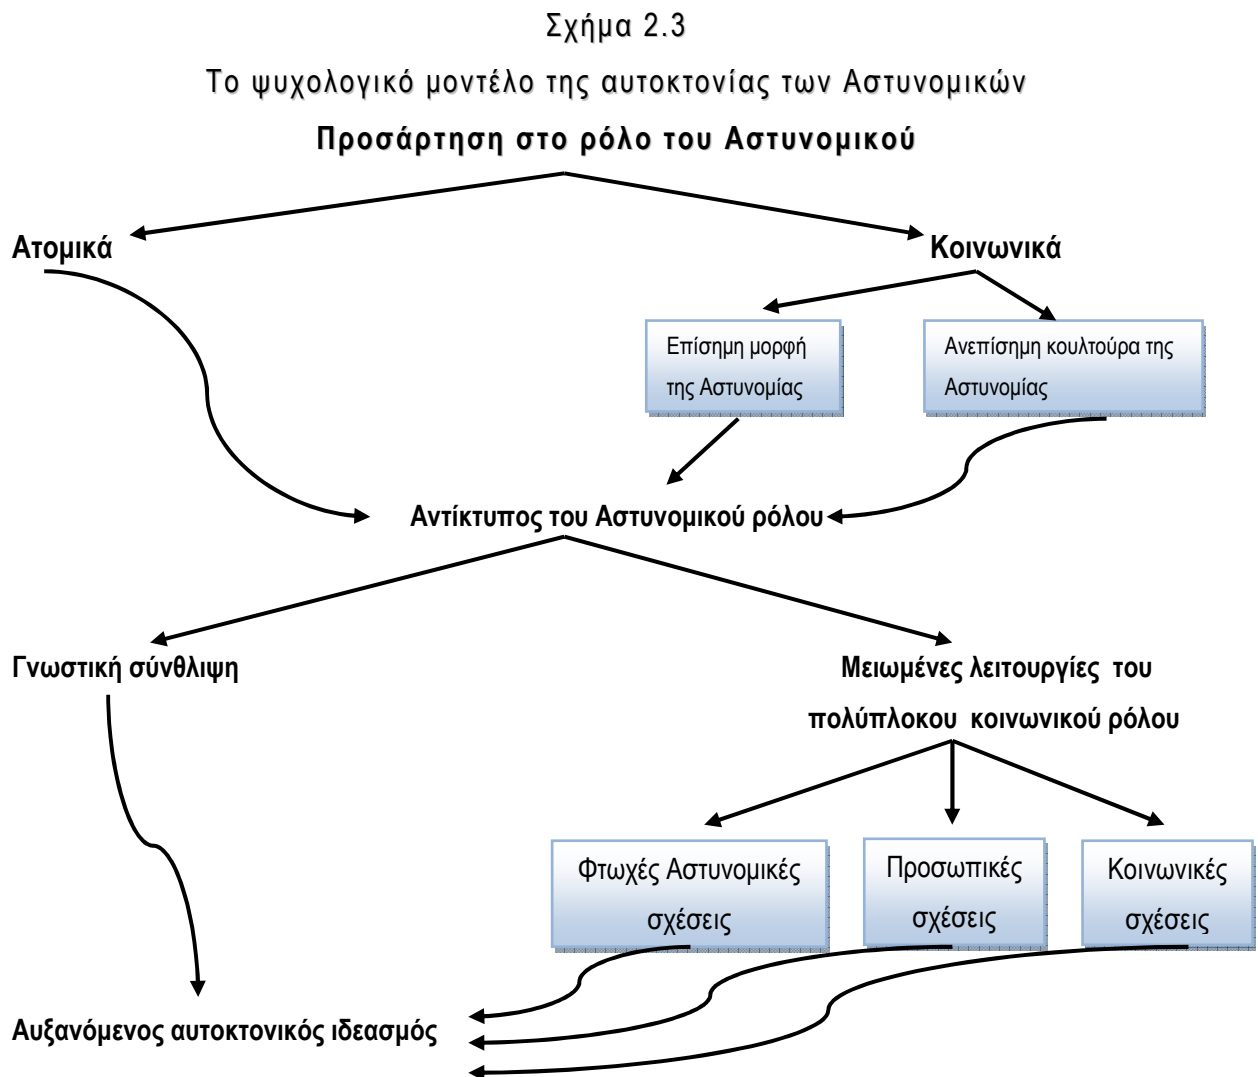 Σχήμα 2.3
Το ψυχολογικό μοντέλο της αυτοκτονίας των Αστυνομικών
Προσάρτηση στο ρόλο του Αστυνομικού
Ατομικά
Κοινωνικά
Επίσημη μορφή
της Αστυνομίας
Ανεπίσημη κουλτούρα της
Αστυνομίας
Αντίκτυπος του Αστυνομικού ρόλου
Γνωστική σύνθλιψη
Μειωμένες λειτουργίες του
πολύπλοκου κοινωνικού ρόλου
Φτωχές Αστυνομικές
σχέσεις
Προσωπικές
σχέσεις
Κοινωνικές
σχέσεις
Αυξανόμενος αυτοκτονικός ιδεασμός